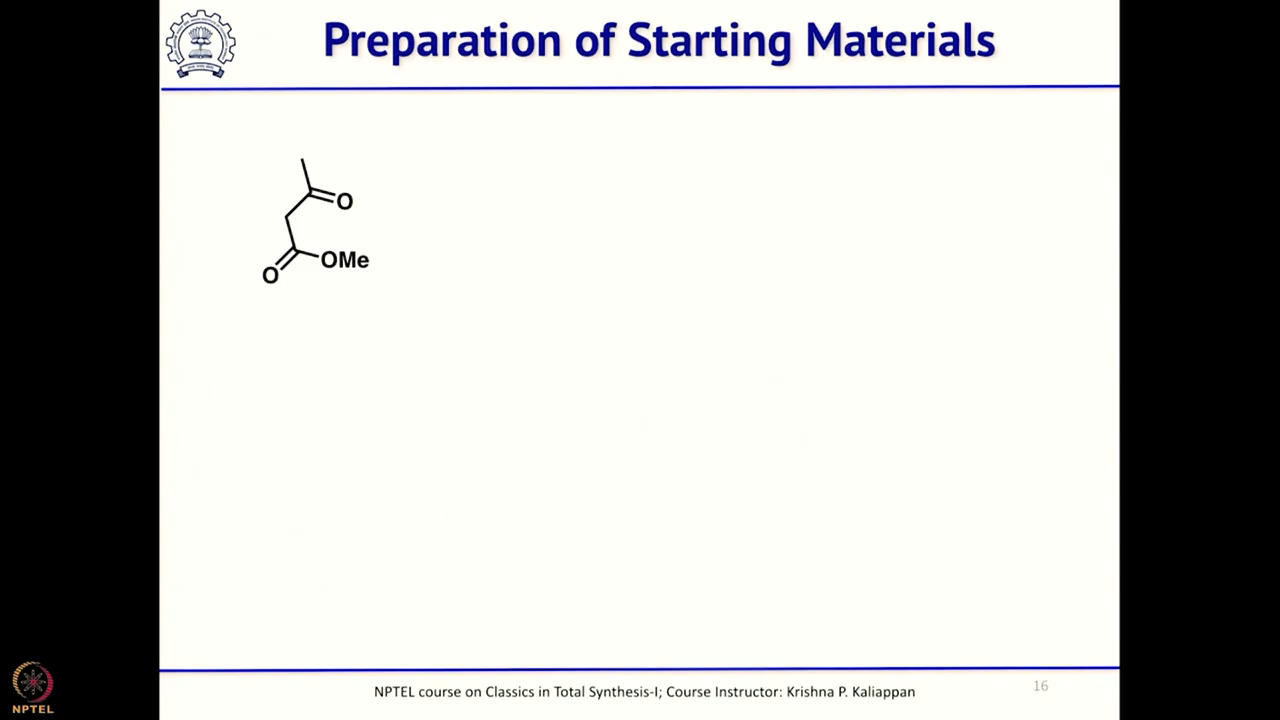 Preparation of Starting Materials
O
OMe
O
NPTEL course on Classics in Total Synthesis-I; Course Instructor: Krishna P. Kaliappan
16
NPTEL